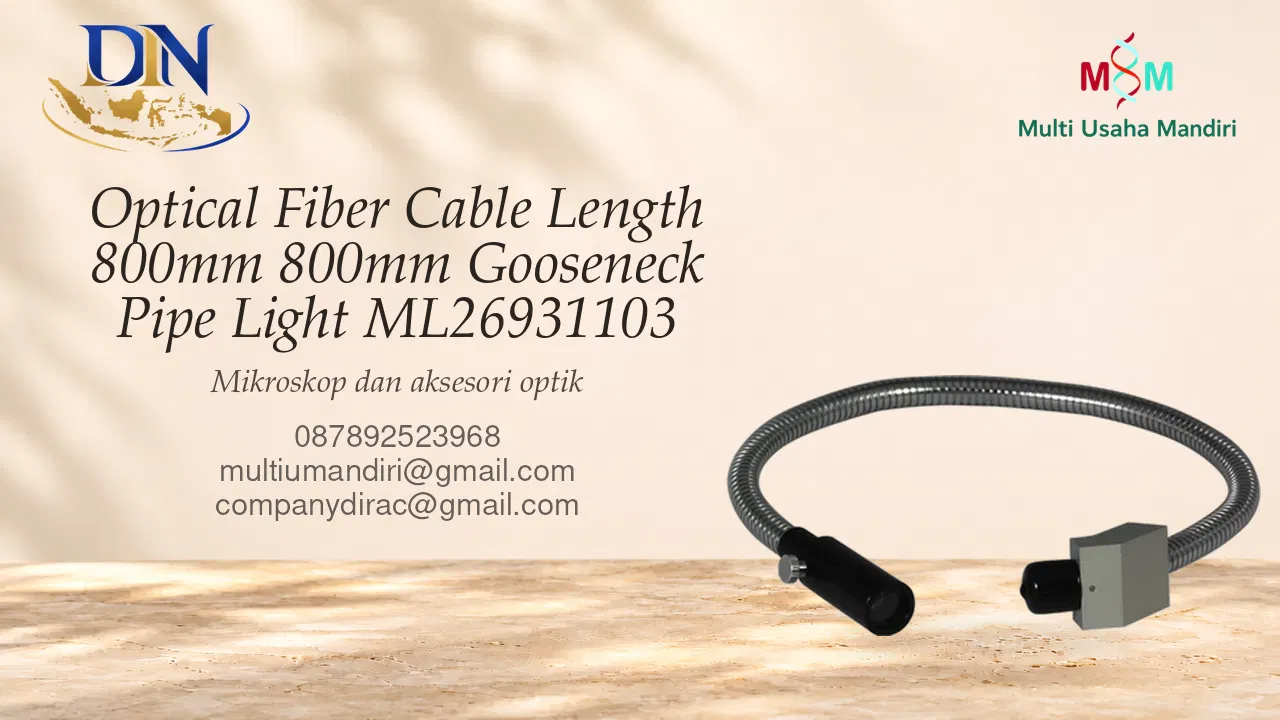 DN
M M
Multi Usaha Mandiri
Optical Fiber Cable Length
800mm 800mm Gooseneck
Pipe Light ML26931103
Mikroskop dan aksesori optik
087892523968
multiumandiri@gmail.com
companydirac@gmail.com